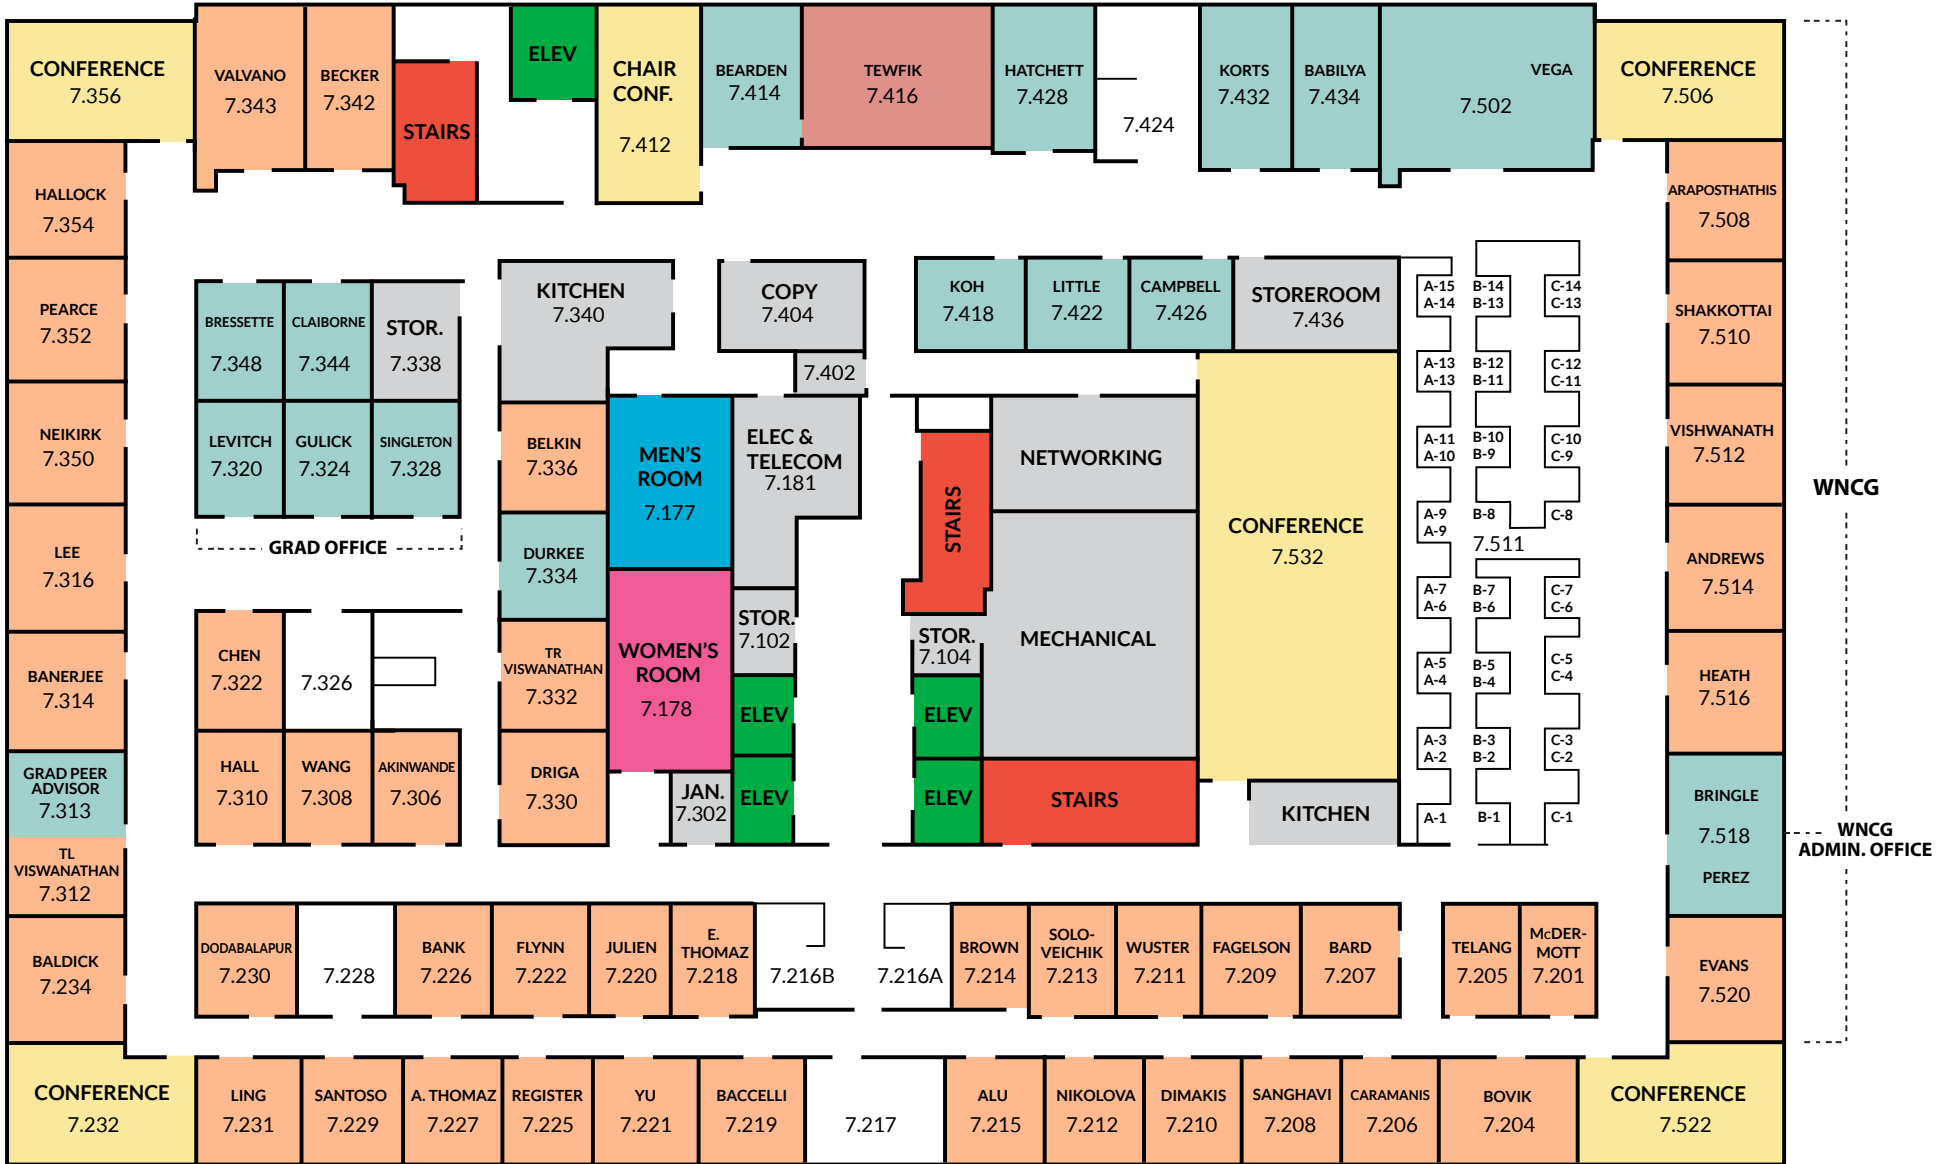 CONFERENCE
7.356
VALVANO
7.343
BECKER
7.342
STAIRS
ELEV
CHAIR
CONF.
7.412
BEARDEN
7.414
TEWFIK
7.416
HATCHETT
7.428
7.424
KORTS
7.432
BABILYA
7.434
VEGA
7.502
CONFERENCE
7.506
HALLOCK
7.354
PEARCE
7.352
NEIKIRK
7.350
LEE
7.316
BANERJEE
7.314
GRAD PEER
ADVISOR
7.313
TL
VISWANATHAN
7.312
BALDICK
7.234
CONFERENCE
7.232
BRESSETTE
7.348
CLAIBORNE
7.344
STOR.
7.338
LEVITCH
7.320
GULICK
7.324
SINGLETON
7.328
GRAD OFFICE
CHEN
7.322
7.326
HALL
7.310
WANG
7.308
AKINWANDE
7.306
KITCHEN
7.340
BELKIN
7.336
DURKEE
7.334
TR
VISWANATHAN
7.332
DRIGA
7.330
MEN'S
ROOM
7.177
WOMEN'S
ROOM
7.178
JAN.
7.302
COPY
7.404
7.402
ELEC &
TELECOM
7.181
STOR.
7.102
ELEV
ELEV
KOH
7.418
LITTLE
7.422
CAMPBELL
7.426
STOREROOM
7.436
STAIRS
NETWORKING
MECHANICAL
STOR.
7.104
ELEV
ELEV
STAIRS
CONFERENCE
7.532
KITCHEN
A-15
A-14
A-13
A-13
A-11
A-10
A-9
A-9
A-7
A-6
A-5
A-4
A-3
A-2
A-1
B-14
B-13
B-12
B-11
B-10
B-9
B-8
7.511
B-7
B-6
B-5
B-4
B-3
B-2
B-1
C-14
C-13
C-12
C-11
C-10
C-9
C-8
C-7
C-6
C-5
C-4
C-3
C-2
C-1
ARAPOSTHATHIS
7.508
SHAKKOTTAI
7.510
VISHWANATH
7.512
ANDREWS
7.514
HEATH
7.516
BRINGLE
7.518
PEREZ
EVANS
7.520
CONFERENCE
7.522
WNCG
WNCG
ADMIN. OFFICE
DODABALAPUR
7.230
7.228
BANK
7.226
FLYNN
7.222
JULIEN
7.220
E.
THOMAZ
7.218
7.216B
7.216A
BROWN
7.214
SOLO-
VEICHIK
7.213
WUSTER
7.211
FAGELSON
7.209
BARD
7.207
TELANG
7.205
McDER-
MOTT
7.201
LING
7.231
SANTOSO
7.229
A. THOMAZ
7.227
REGISTER
7.225
YU
7.221
BACCELLI
7.219
7.217
ALU
7.215
NIKOLOVA
7.212
DIMAKIS
7.210
SANGHAVI
7.208
CARAMANIS
7.206
BOVIK
7.204